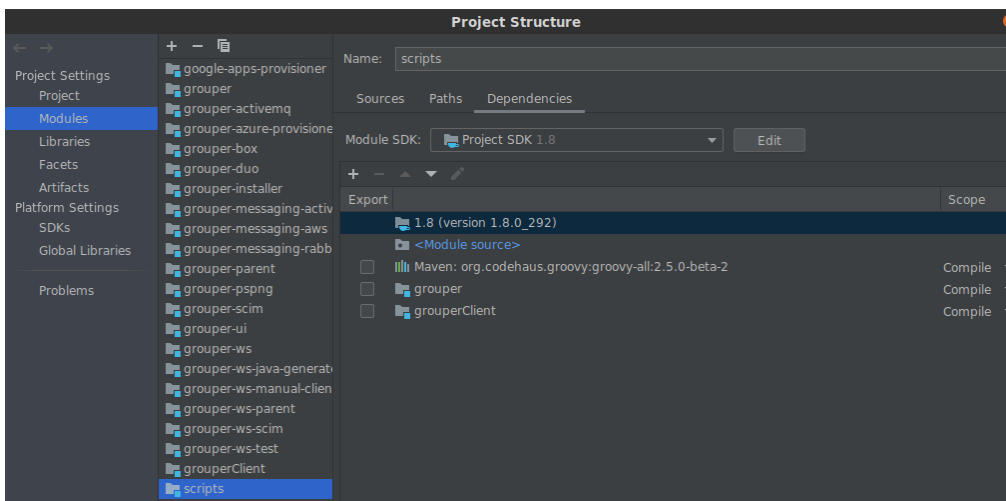 Project Structure
Project Settings
Project
Modules
Libraries
Facets
Artifacts
Platform Settings
SDKs
Global Libraries
Problems
google-apps-provisioner
grouper
grouper-activemq
grouper-azure-provisione
grouper-box
grouper-duo
grouper-installer
grouper-messaging-activ
grouper-messaging-aws
grouper-messaging-rabb
grouper-parent
grouper-pspng
grouper-scim
grouper-ui
grouper-ws
grouper-ws-java-generat
grouper-ws-manual-clien
grouper-ws-parent
grouper-ws-scim
grouper-ws-test
grouperClient
scripts
Name: scripts
Sources Paths Dependencies
Module SDK: Project SDK 1.8 Edit
Export Scope
1.8 (version 1.8.0_292)
<Module source>
Maven: org.codehaus.groovy:groovy-all:2.5.0-beta-2 Compile
grouper Compile
grouperClient Compile